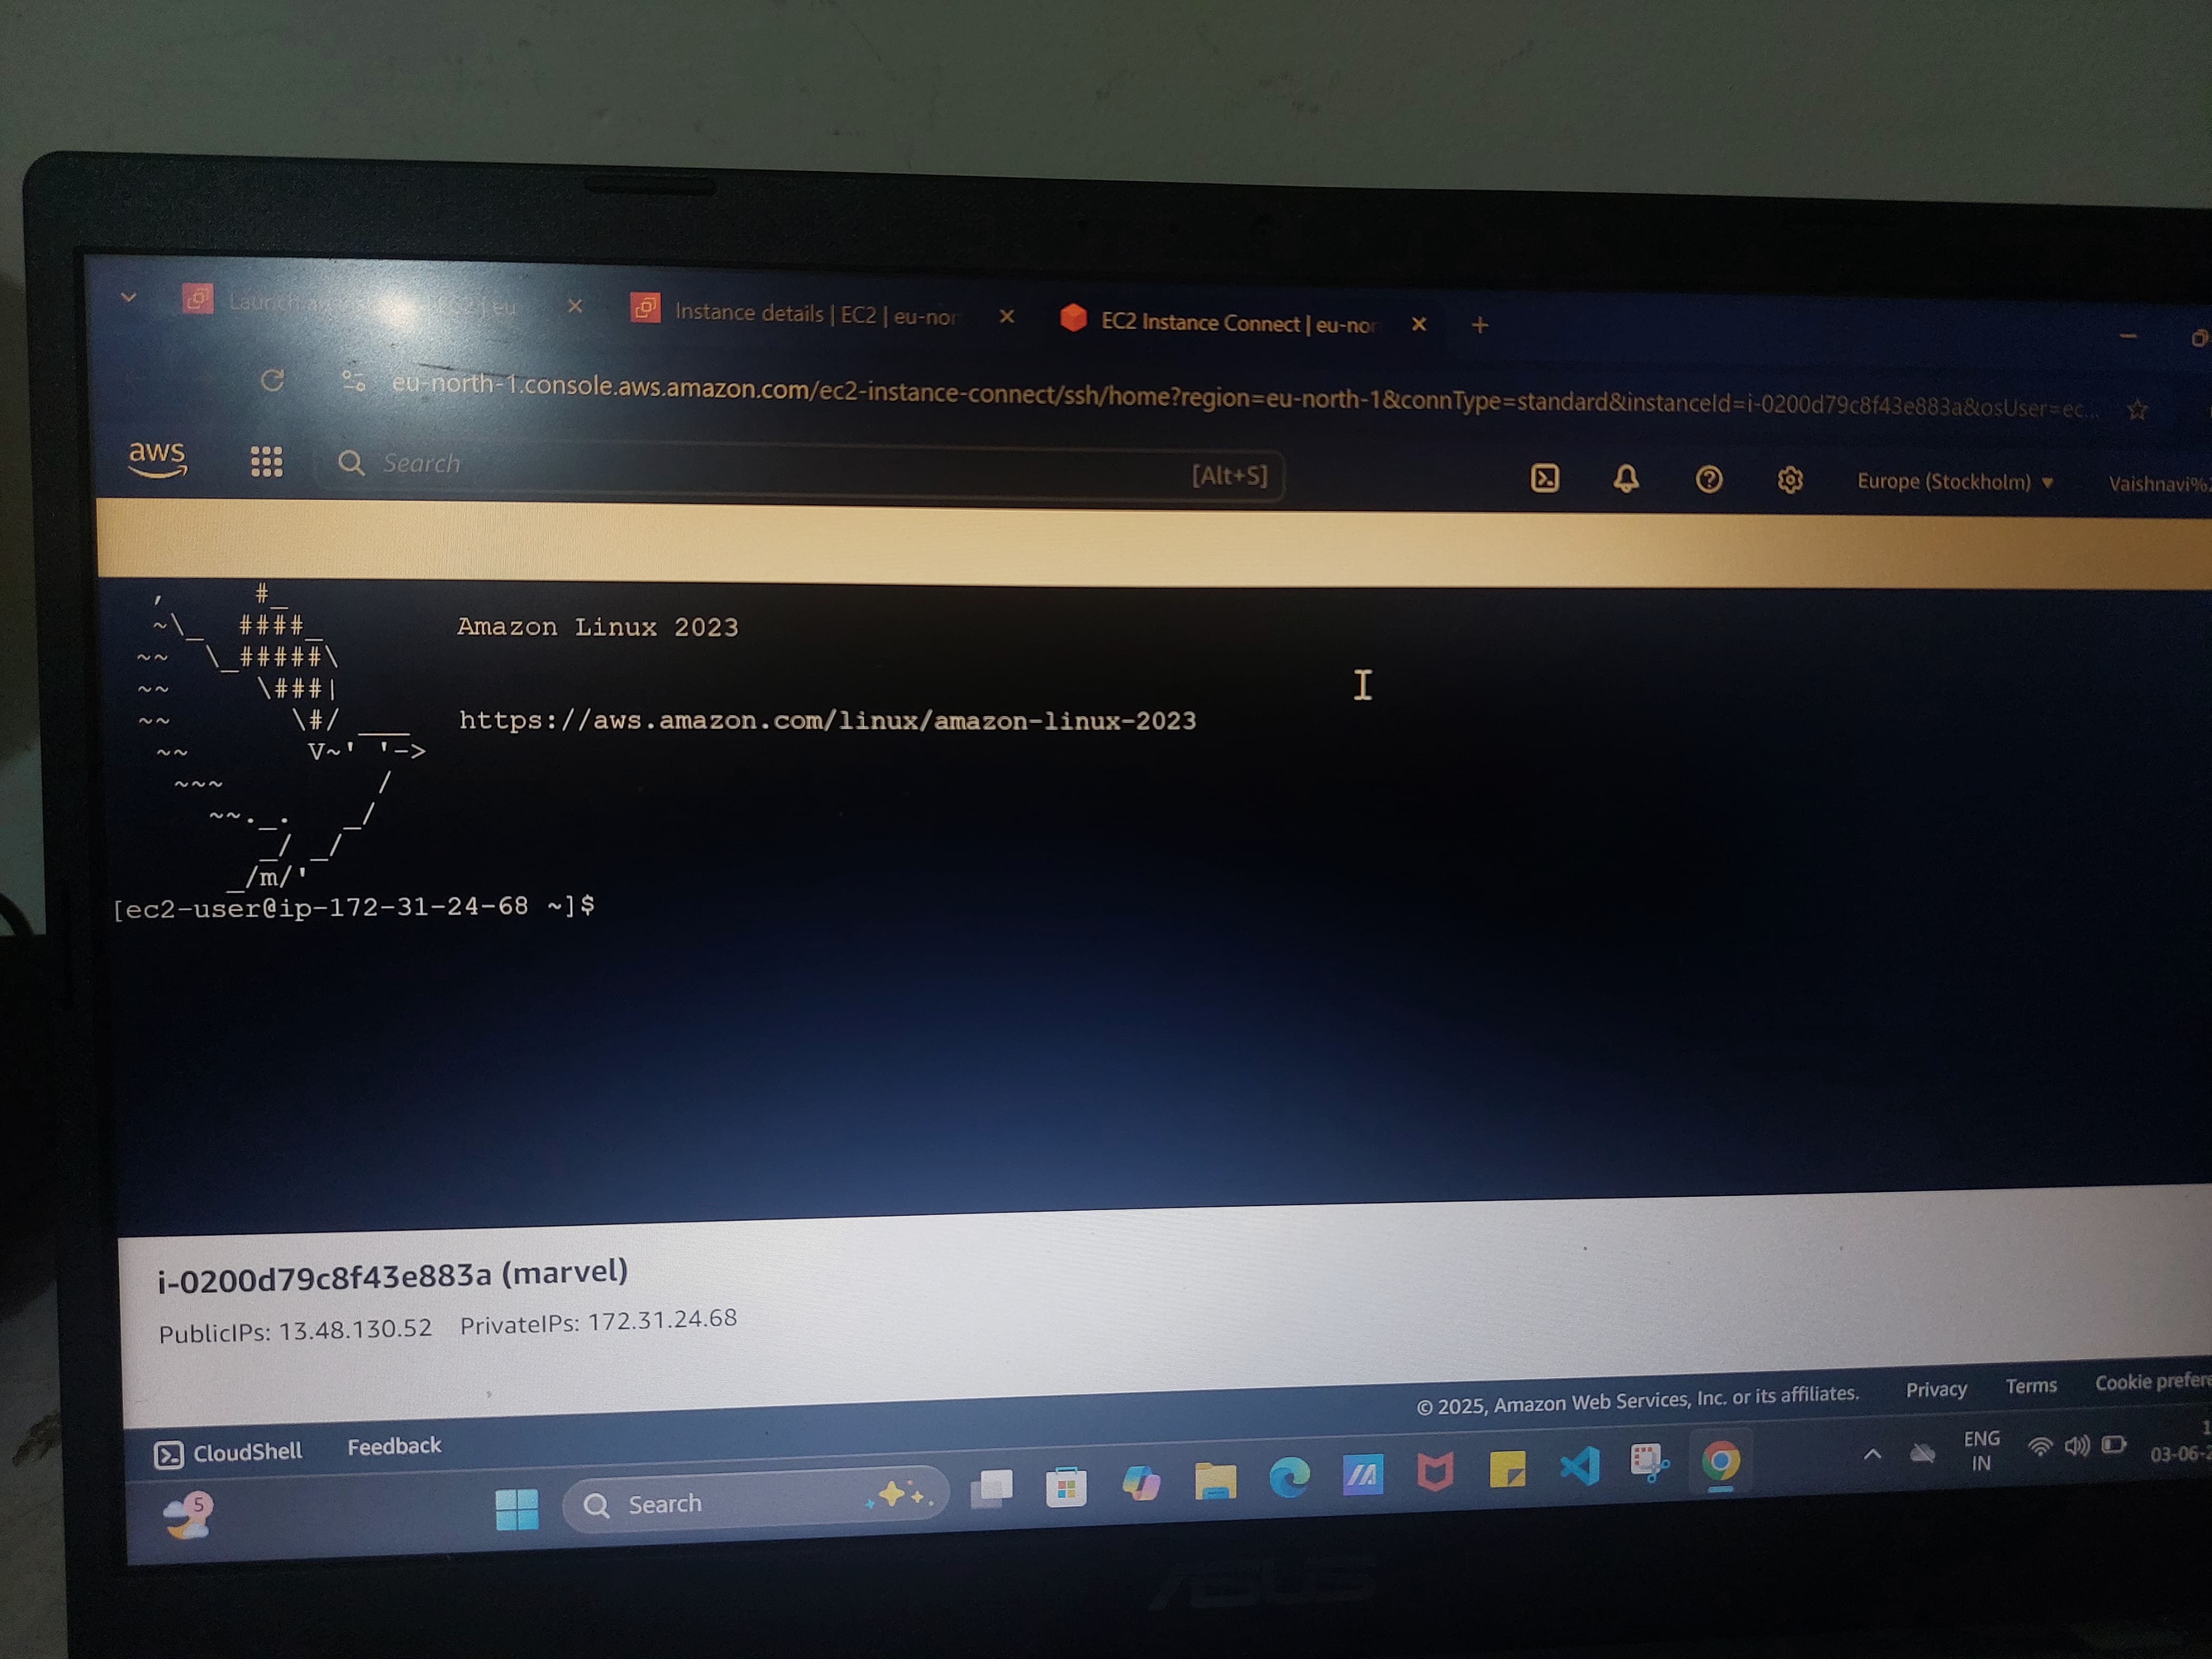 Launch an EC2 | eu
Instance details | EC2 | eu-nor
EC2 Instance Connect | eu-nor
eu-north-1.console.aws.amazon.com/ec2-instance-connect/ssh/home?region=eu-north-1&connType=standard&instanceId=i-0200d79c8f43e883a&osUser=ec...
aws
Search
[Alt+S]
Europe (Stockholm)
Vaishnavi%
   ,     #_
   ~\_  ####_        Amazon Linux 2023
  ~~  \_#####\
  ~~     \###|
  ~~       \#/ ___   https://aws.amazon.com/linux/amazon-linux-2023
   ~~       V~' '->
    ~~~         /
      ~~._.   _/
         _/ _/
       _/m/'
[ec2-user@ip-172-31-24-68 ~]$
i-0200d79c8f43e883a (marvel)
PublicIPs: 13.48.130.52 PrivateIPs: 172.31.24.68
© 2025, Amazon Web Services, Inc. or its affiliates. Privacy Terms Cookie prefere
CloudShell Feedback
5
Search
ENG
IN
03-06-2
ASUS